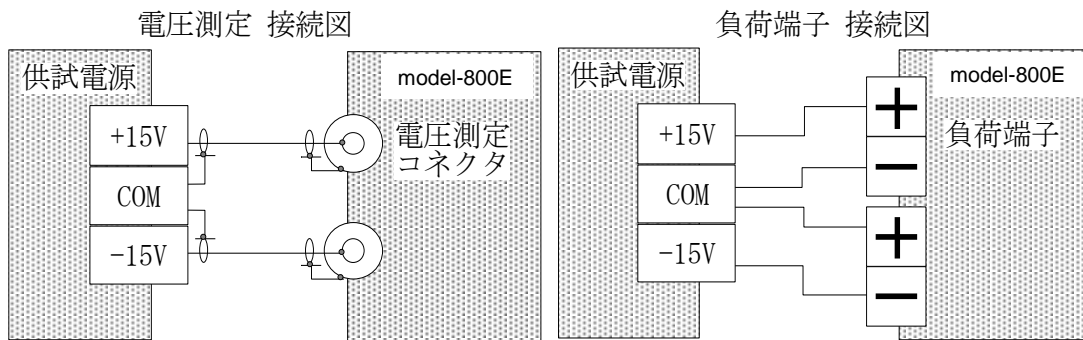 電圧測定 接続図
供試電源
+15V
COM
-15V
model-800E
電圧測定
コネクタ
負荷端子 接続図
供試電源
+15V
COM
-15V
+
-
+
-
model-800E
負荷端子